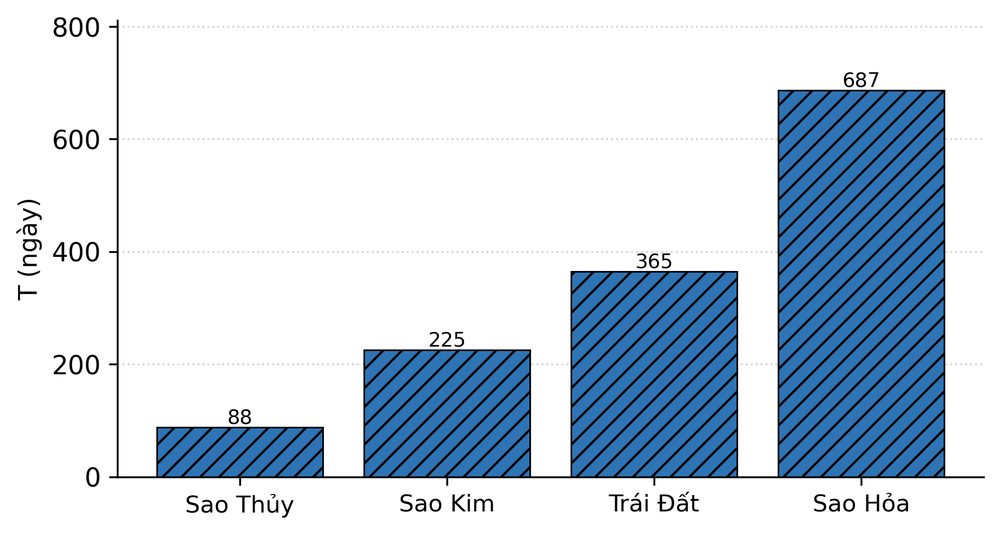 T (ngày)
800
600
400
200
0
88
225
365
687
Sao Thủy
Sao Kim
Trái Đất
Sao Hỏa